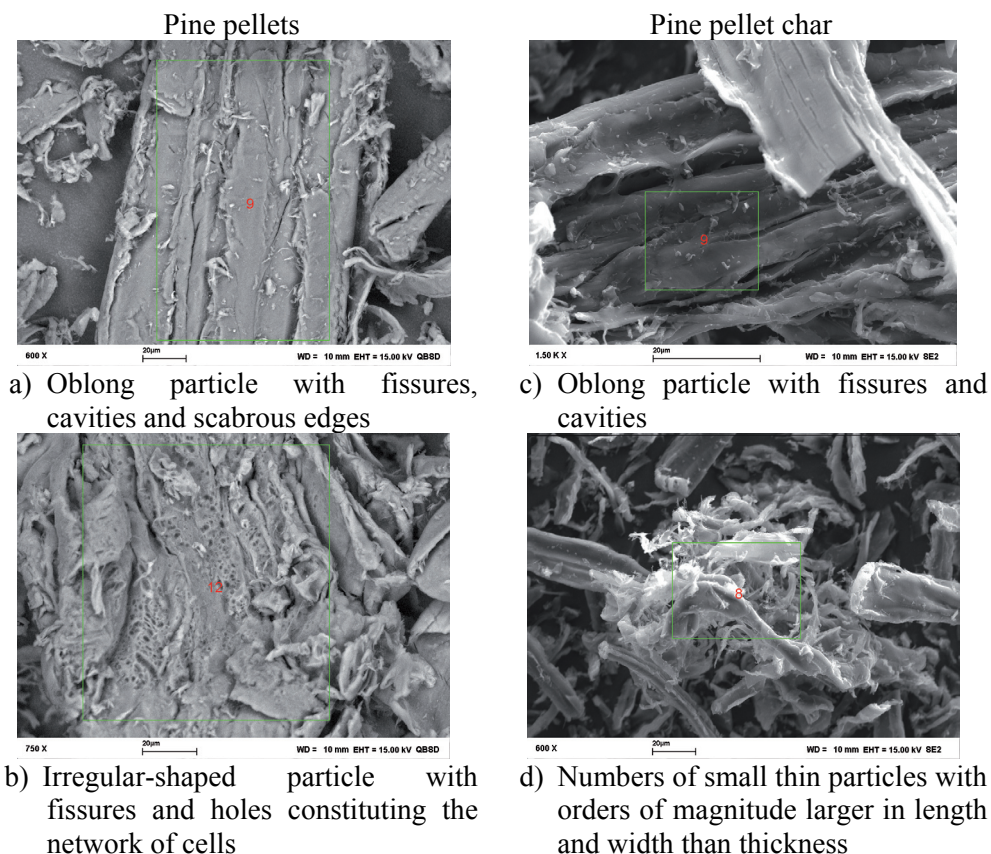 Pine pellets
Pine pellet char
9
600 X
20µm
WD = 10 mm EHT = 15.00 kV QBSD
9
1.50 K X
20µm
WD = 10 mm EHT = 15.00 kV SE2
a) Oblong particle with fissures,
cavities and scabrous edges
c) Oblong particle with fissures and
cavities
12
750 X
20µm
WD = 10 mm EHT = 15.00 kV QBSD
8
600 X
20µm
WD = 10 mm EHT = 15.00 kV SE2
b) Irregular-shaped particle with
fissures and holes constituting the
network of cells
d) Numbers of small thin particles with
orders of magnitude larger in length
and width than thickness